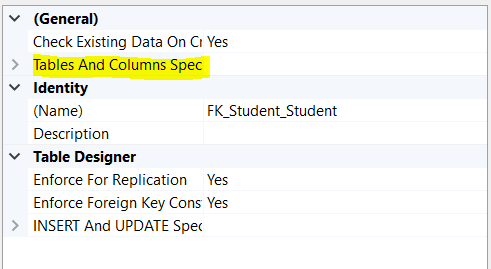 (General)
Check Existing Data On Cr Yes
Tables And Columns Spec
Identity
(Name) FK_Student_Student
Description
Table Designer
Enforce For Replication Yes
Enforce Foreign Key Cons Yes
INSERT And UPDATE Spec